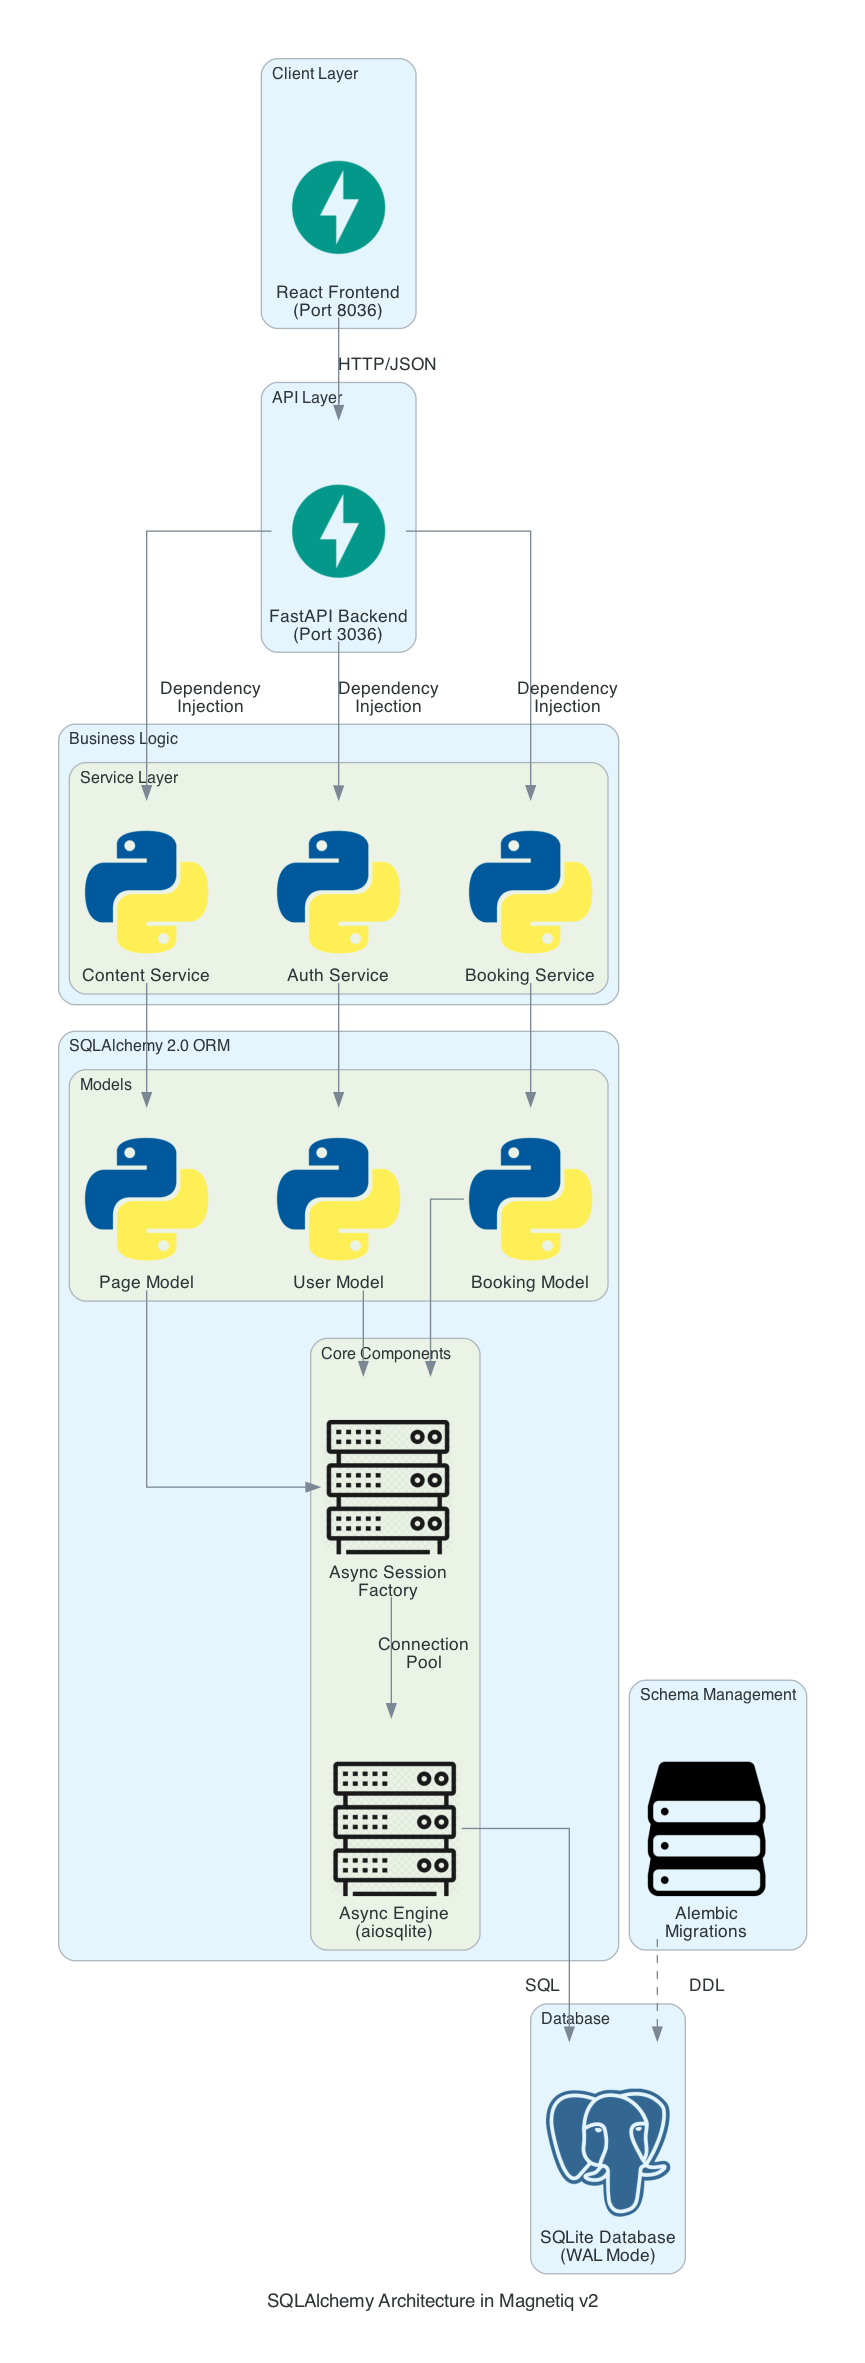 Client Layer
React Frontend
(Port 8036)
HTTP/JSON
API Layer
FastAPI Backend
(Port 3036)
Dependency
Injection
Dependency
Injection
Dependency
Injection
Business Logic
Service Layer
Content Service
Auth Service
Booking Service
SQLAlchemy 2.0 ORM
Models
Page Model
User Model
Booking Model
Core Components
Async Session
Factory
Connection
Pool
Schema Management
Async Engine
(aiosqlite)
Alembic
Migrations
SQL
DDL
Database
SQLite Database
(WAL Mode)
SQLAlchemy Architecture in Magnetiq v2